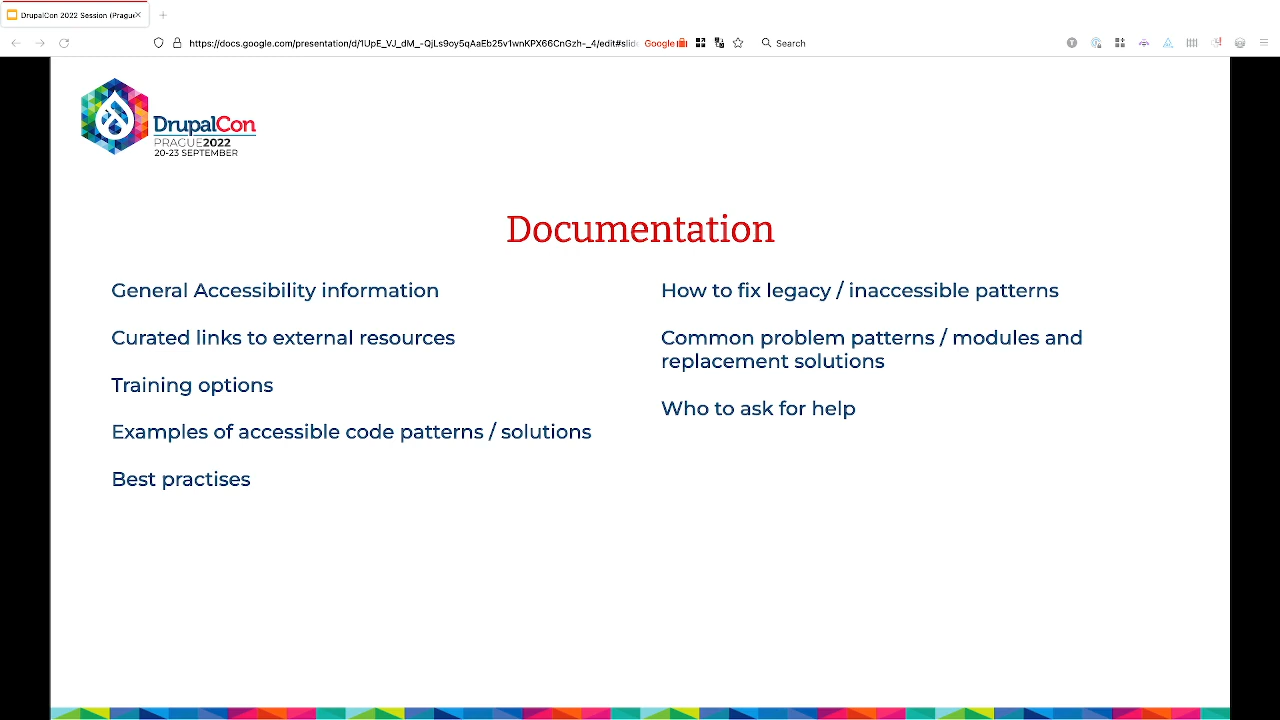 DrupalCon 2022 Session (Pragu
https://docs.google.com/presentation/d/1UpE_VJ_dM_-QjLs9oy5qAaEb25v1wnKPX66CnGzh-_4/edit#slid
Google
Search
DrupalCon
PRAGUE2022
20-23 SEPTEMBER
Documentation
General Accessibility information
Curated links to external resources
Training options
Examples of accessible code patterns / solutions
Best practises
How to fix legacy / inaccessible patterns
Common problem patterns / modules and
replacement solutions
Who to ask for help